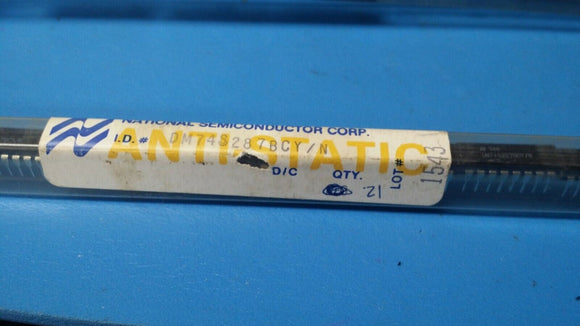 NATIONAL SEMICONDUCTOR CORP.
I.D. # DM74S287BCY/N
ANTI-STATIC
D/C QTY. 12 LOT# 1543